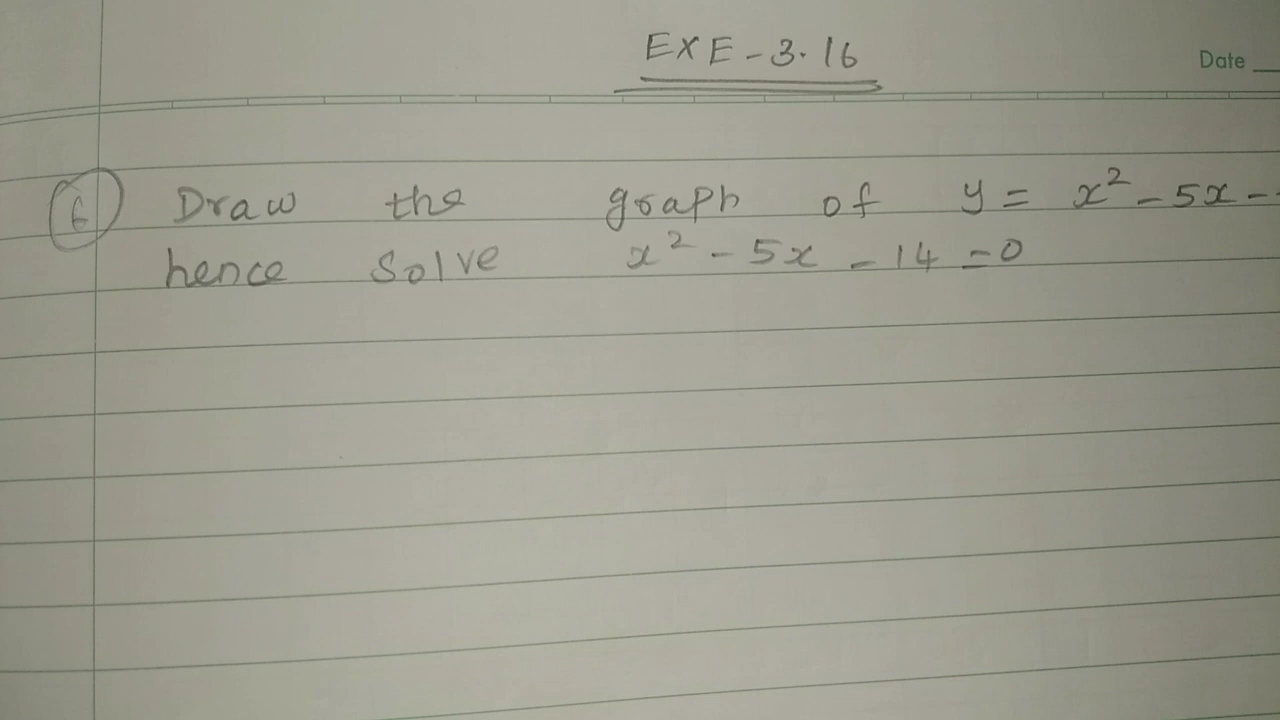 EXE-3.16
Date
6 Draw the graph of y = x² - 5x -
hence solve x² - 5x - 14 = 0